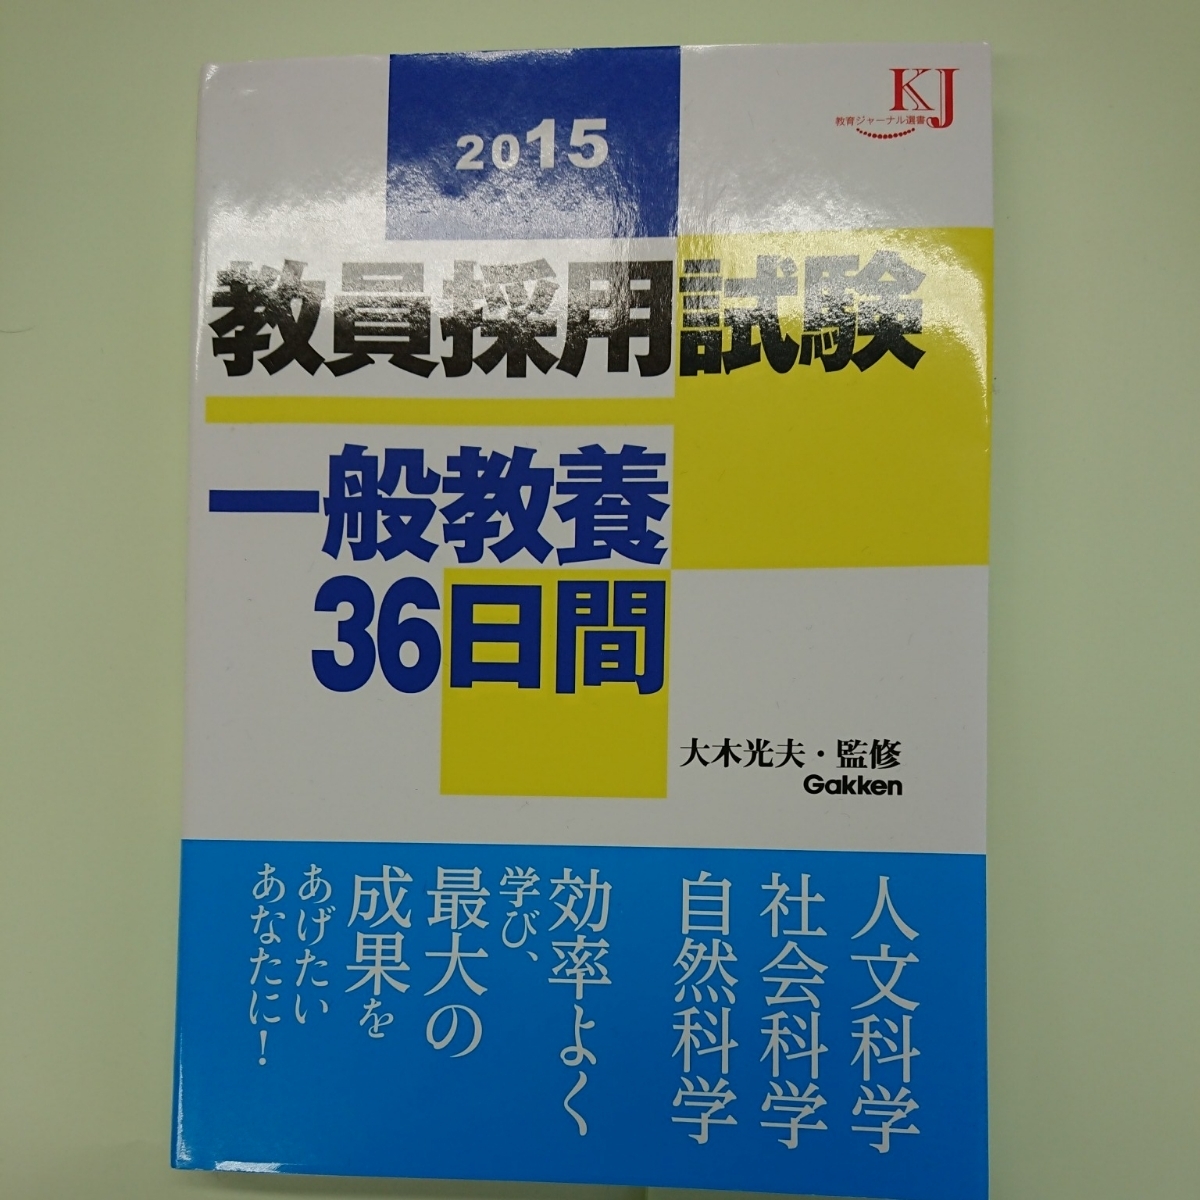 2015
KJ
教育ジャーナル選書
教員採用試験
一般教養
36日間
大木光夫・監修
Gakken
人文科学
社会科学
自然科学
効率よく
学び、
最大の
成果を
あげたい
あなたに！